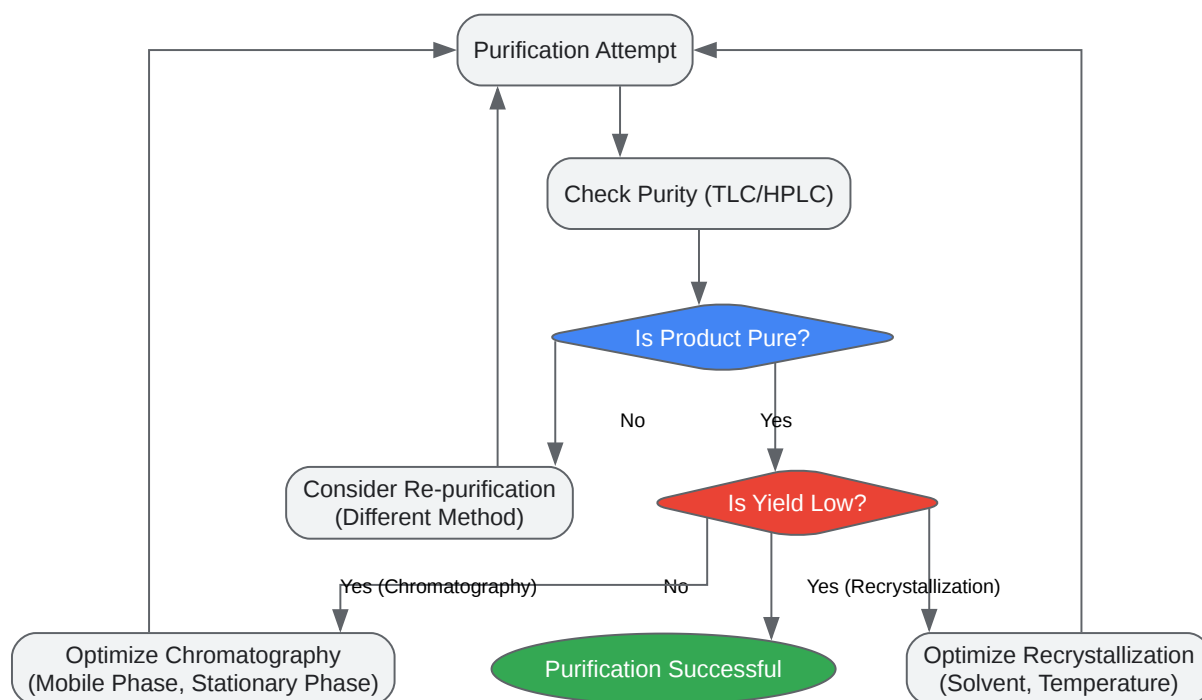 Purification Attempt
Check Purity (TLC/HPLC)
Is Product Pure?
No
Yes
Consider Re-purification
(Different Method)
Is Yield Low?
Yes (Chromatography)
No
Yes (Recrystallization)
Optimize Chromatography
(Mobile Phase, Stationary Phase)
Purification Successful
Optimize Recrystallization
(Solvent, Temperature)